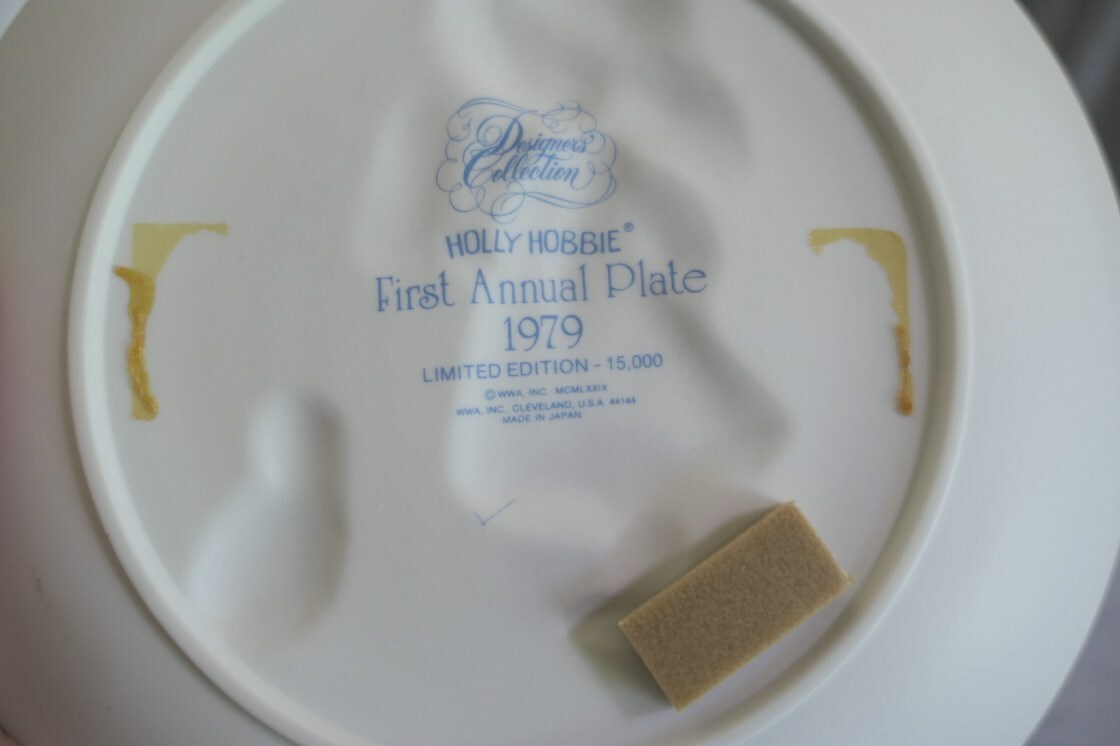 Designers'
Collection
HOLLY HOBBIE®
First Annual Plate
1979
LIMITED EDITION - 15,000
©WWA, INC. MCMLXXIX
WWA, INC. CLEVELAND, U.S.A. 44144
MADE IN JAPAN